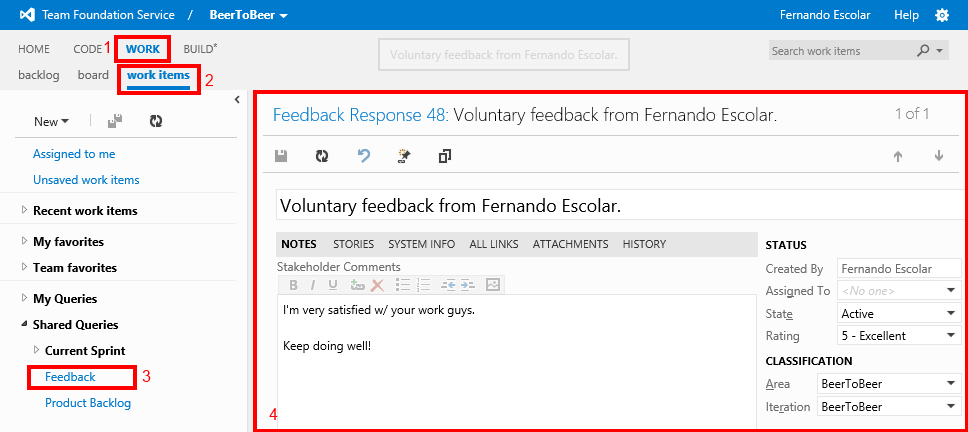 Team Foundation Service / BeerToBeer Fernando Escolar Help
HOME CODE 1 WORK BUILD*
Voluntary feedback from Fernando Escolar.
Search work items
backlog board work items 2
New
Assigned to me
Unsaved work items
Recent work items
My favorites
Team favorites
My Queries
Shared Queries
Current Sprint
Feedback 3
Product Backlog
Feedback Response 48: Voluntary feedback from Fernando Escolar. 1 of 1
Voluntary feedback from Fernando Escolar.
NOTES STORIES SYSTEM INFO ALL LINKS ATTACHMENTS HISTORY
Stakeholder Comments
B I U
I'm very satisfied w/ your work guys.
Keep doing well!
4
STATUS
Created By Fernando Escolar
Assigned To <No one>
State Active
Rating 5 - Excellent
CLASSIFICATION
Area BeerToBeer
Iteration BeerToBeer